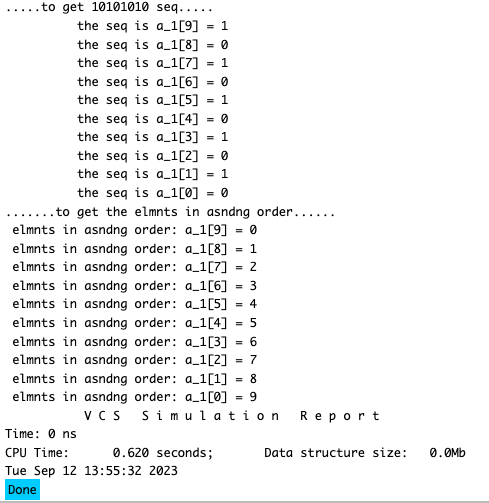 .....to get 10101010 seq.....
the seq is a_1[9] = 1
the seq is a_1[8] = 0
the seq is a_1[7] = 1
the seq is a_1[6] = 0
the seq is a_1[5] = 1
the seq is a_1[4] = 0
the seq is a_1[3] = 1
the seq is a_1[2] = 0
the seq is a_1[1] = 1
the seq is a_1[0] = 0
.......to get the elmnts in asndng order......
elmnts in asndng order: a_1[9] = 0
elmnts in asndng order: a_1[8] = 1
elmnts in asndng order: a_1[7] = 2
elmnts in asndng order: a_1[6] = 3
elmnts in asndng order: a_1[5] = 4
elmnts in asndng order: a_1[4] = 5
elmnts in asndng order: a_1[3] = 6
elmnts in asndng order: a_1[2] = 7
elmnts in asndng order: a_1[1] = 8
elmnts in asndng order: a_1[0] = 9
V C S   S i m u l a t i o n   R e p o r t
Time: 0 ns
CPU Time:      0.620 seconds;       Data structure size:   0.0Mb
Tue Sep 12 13:55:32 2023
Done